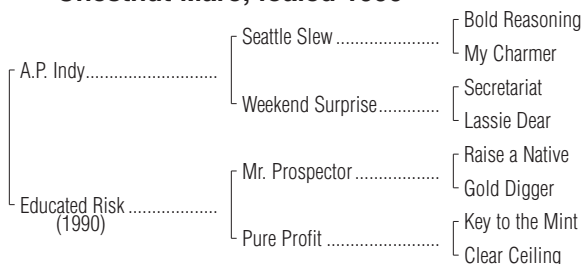 Chestnut Mare; foaled
Bold Reasoning
Seattle Slew
My Charmer
A.P. Indy
Secretariat
Weekend Surprise
Lassie Dear
Raise a Native
Mr. Prospector
Gold Digger
Educated Risk
(1990)
Key to the Mint
Pure Profit
Clear Ceiling